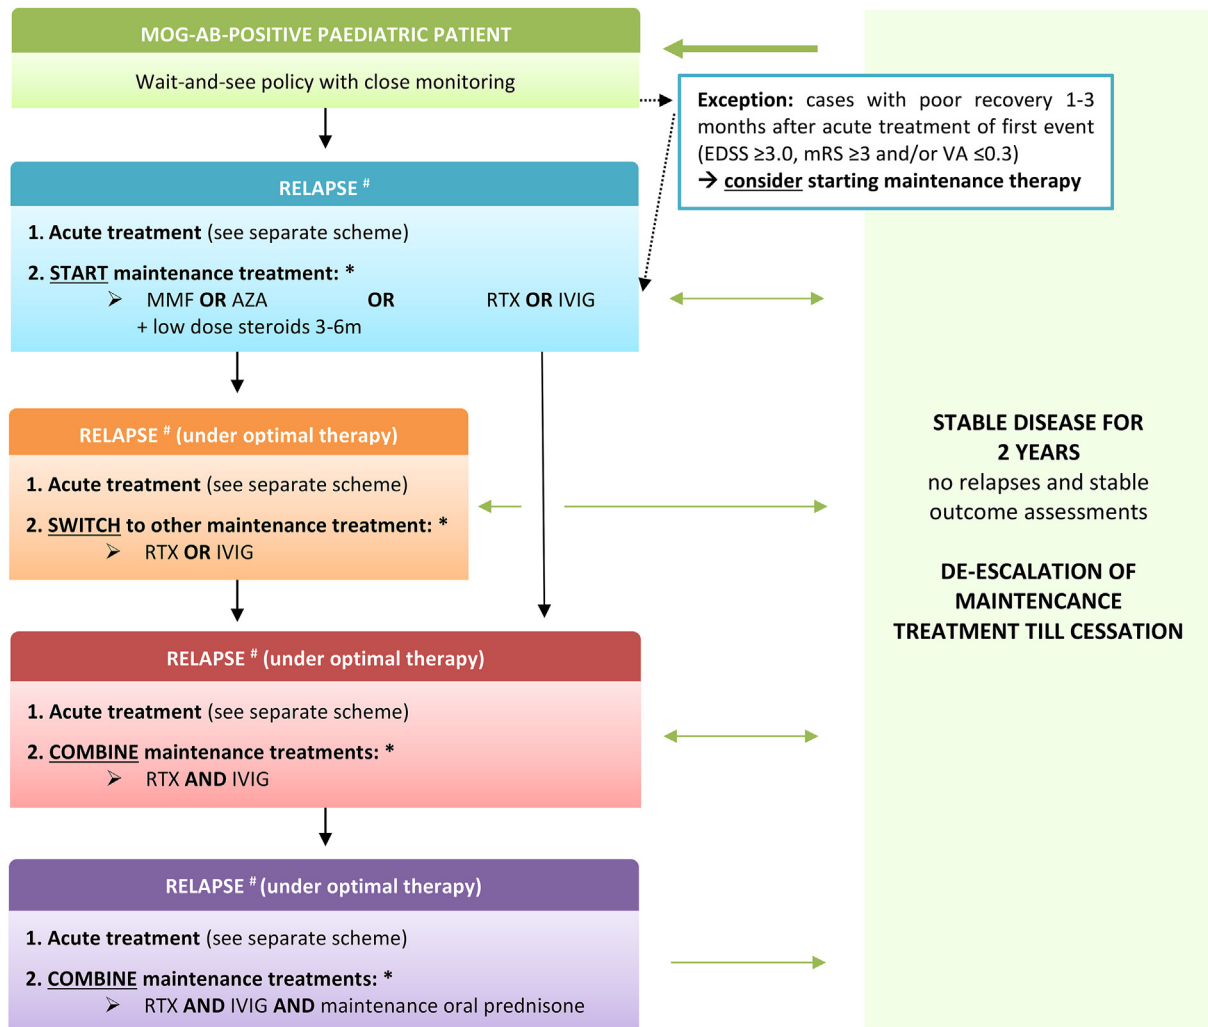 MOG-AB-POSITIVE PAEDIATRIC PATIENT
Wait-and-see policy with close monitoring
Exception: cases with poor recovery 1-3
months after acute treatment of first event
(EDSS ≥3.0, mRS ≥3 and/or VA ≤0.3)
→ consider starting maintenance therapy
RELAPSE #
1. Acute treatment (see separate scheme)
2. START maintenance treatment: *
➢ MMF OR AZA OR RTX OR IVIG
+ low dose steroids 3-6m
RELAPSE # (under optimal therapy)
1. Acute treatment (see separate scheme)
2. SWITCH to other maintenance treatment: *
➢ RTX OR IVIG
RELAPSE # (under optimal therapy)
1. Acute treatment (see separate scheme)
2. COMBINE maintenance treatments: *
➢ RTX AND IVIG
RELAPSE # (under optimal therapy)
1. Acute treatment (see separate scheme)
2. COMBINE maintenance treatments: *
➢ RTX AND IVIG AND maintenance oral prednisone
STABLE DISEASE FOR
2 YEARS
no relapses and stable
outcome assessments
DE-ESCALATION OF
MAINTENCANCE
TREATMENT TILL CESSATION